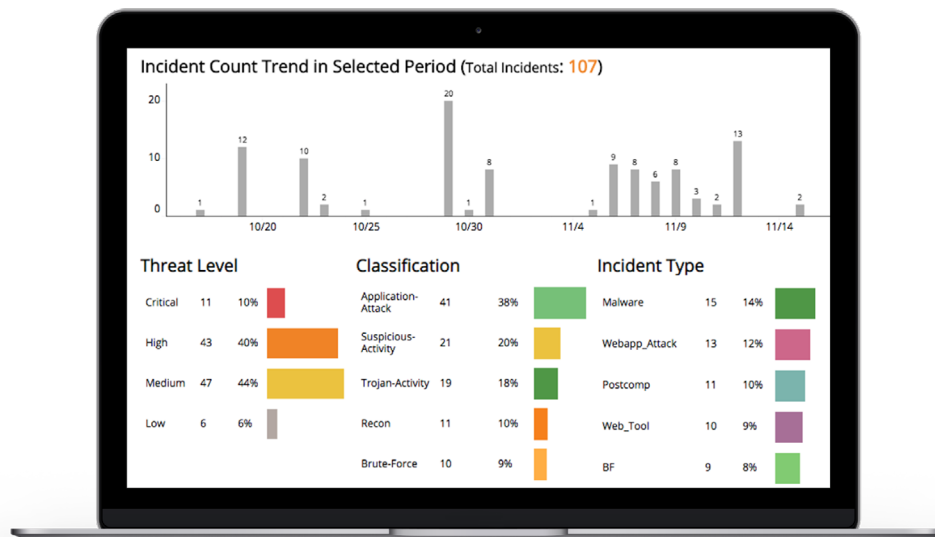 Incident Count Trend in Selected Period (Total Incidents: 107)
20
10
0
1
12
10
2
1
20
1
8
1
9
8
6
8
3
2
13
2
10/20
10/25
10/30
11/4
11/9
11/14
Threat Level
Critical 11 10%
High 43 40%
Medium 47 44%
Low 6 6%
Classification
Application-
Attack 41 38%
Suspicious-
Activity 21 20%
Trojan-Activity 19 18%
Recon 11 10%
Brute-Force 10 9%
Incident Type
Malware 15 14%
Webapp_Attack 13 12%
Postcomp 11 10%
Web_Tool 10 9%
BF 9 8%